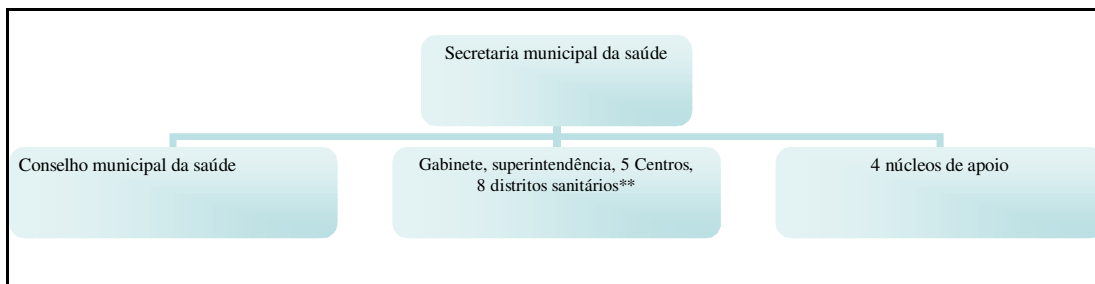 Secretaria municipal da saúde
Conselho municipal da saúde
Gabinete, superintendência, 5 Centros,
8 distritos sanitários**
4 núcleos de apoio